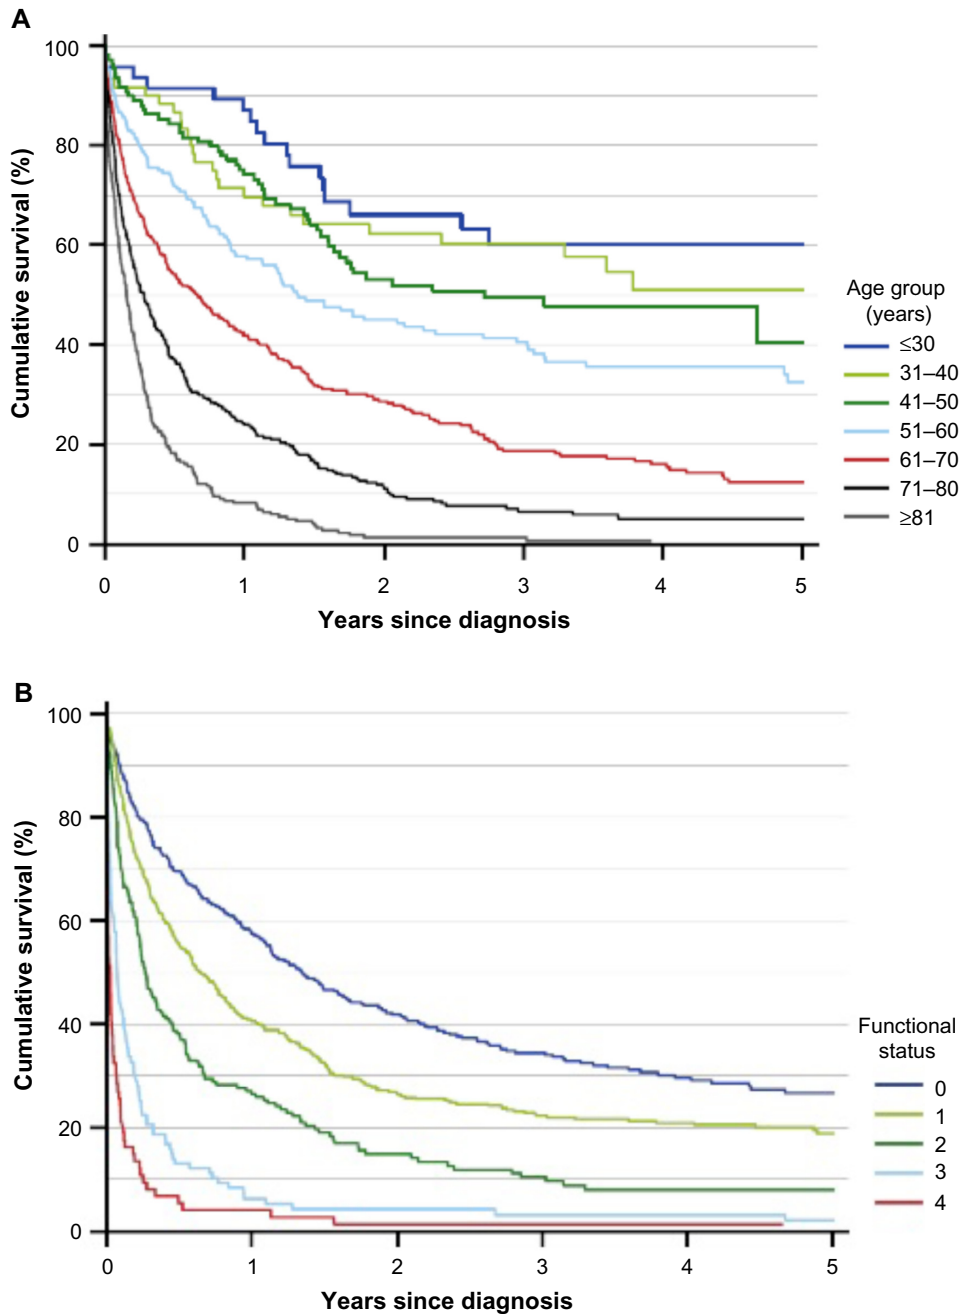 A
100
80
60
40
20
0
Cumulative survival (%)
0 1 2 3 4 5
Years since diagnosis
Age group
(years)
≤30
31–40
41–50
51–60
61–70
71–80
≥81
B
100
80
60
40
20
0
Cumulative survival (%)
0 1 2 3 4 5
Years since diagnosis
Functional
status
0
1
2
3
4